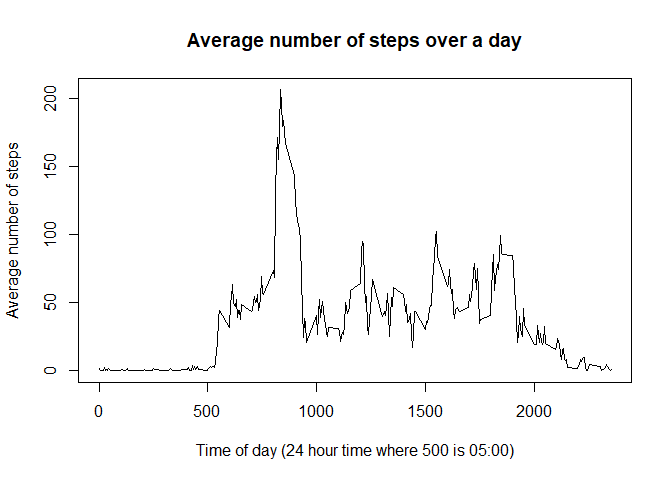 Average number of steps over a day
Average number of steps
200
150
100
50
0
0 500 1000 1500 2000
Time of day (24 hour time where 500 is 05:00)